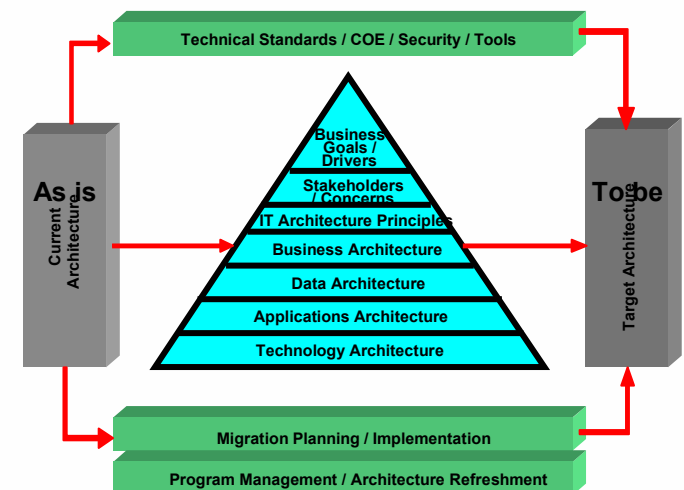 Technical Standards / COE / Security / Tools
As is
Current
Architecture
Business
Goals /
Drivers
Stakeholders
/ Concerns
IT Architecture Principles
Business Architecture
Data Architecture
Applications Architecture
Technology Architecture
To be
Target Architecture
Migration Planning / Implementation
Program Management / Architecture Refreshment